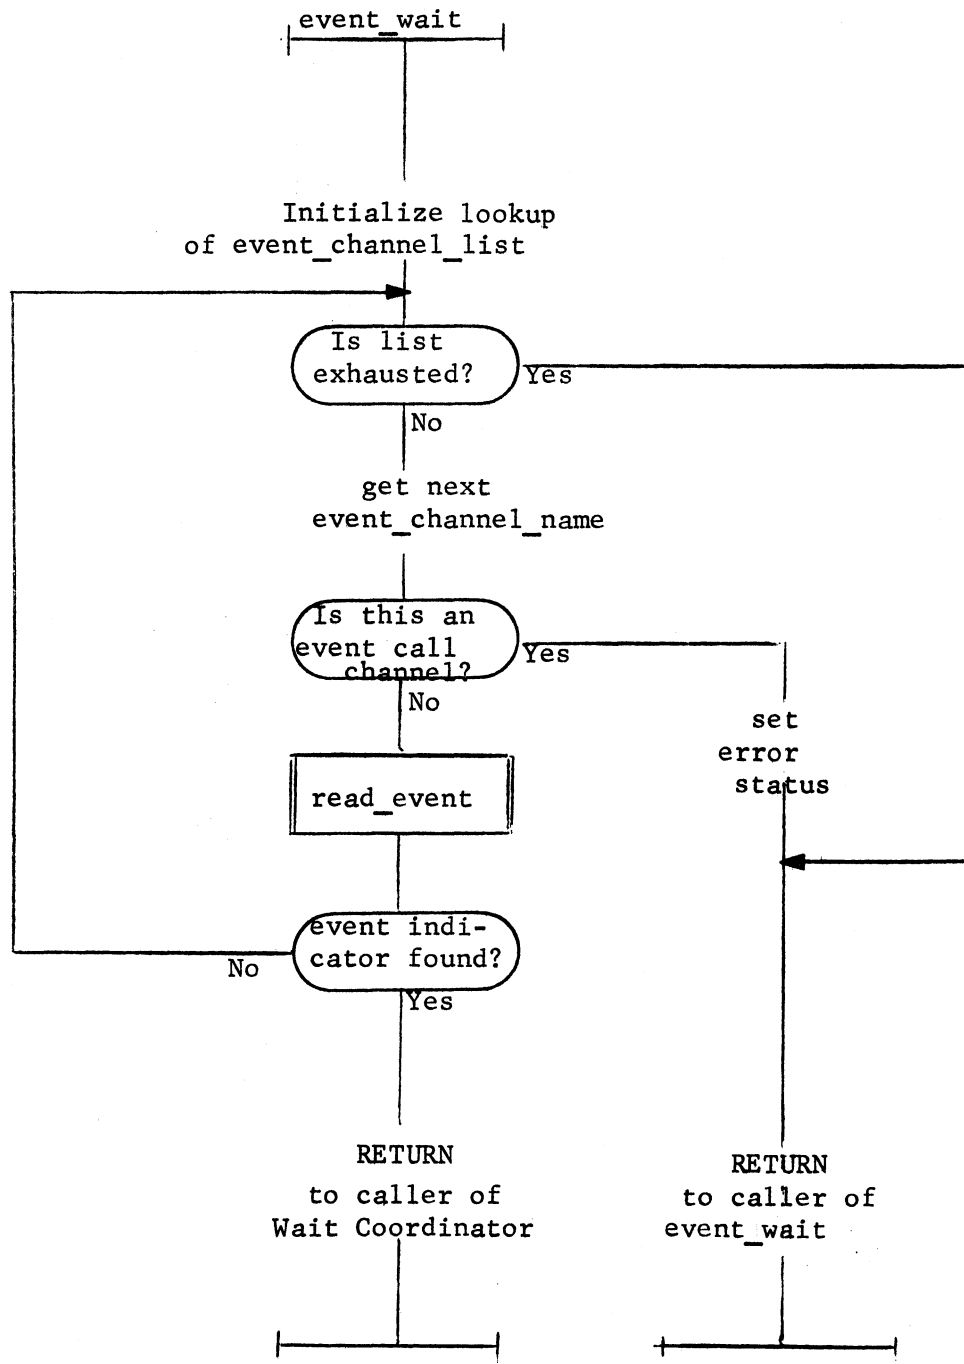 event_wait
Initialize lookup
of event_channel_list
Is list
exhausted?
Yes
No
get next
event_channel_name
Is this an
event call
channel?
Yes
No
set
error
status
read_event
event indi-
cator found?
No
Yes
RETURN
to caller of
Wait Coordinator
RETURN
to caller of
event_wait